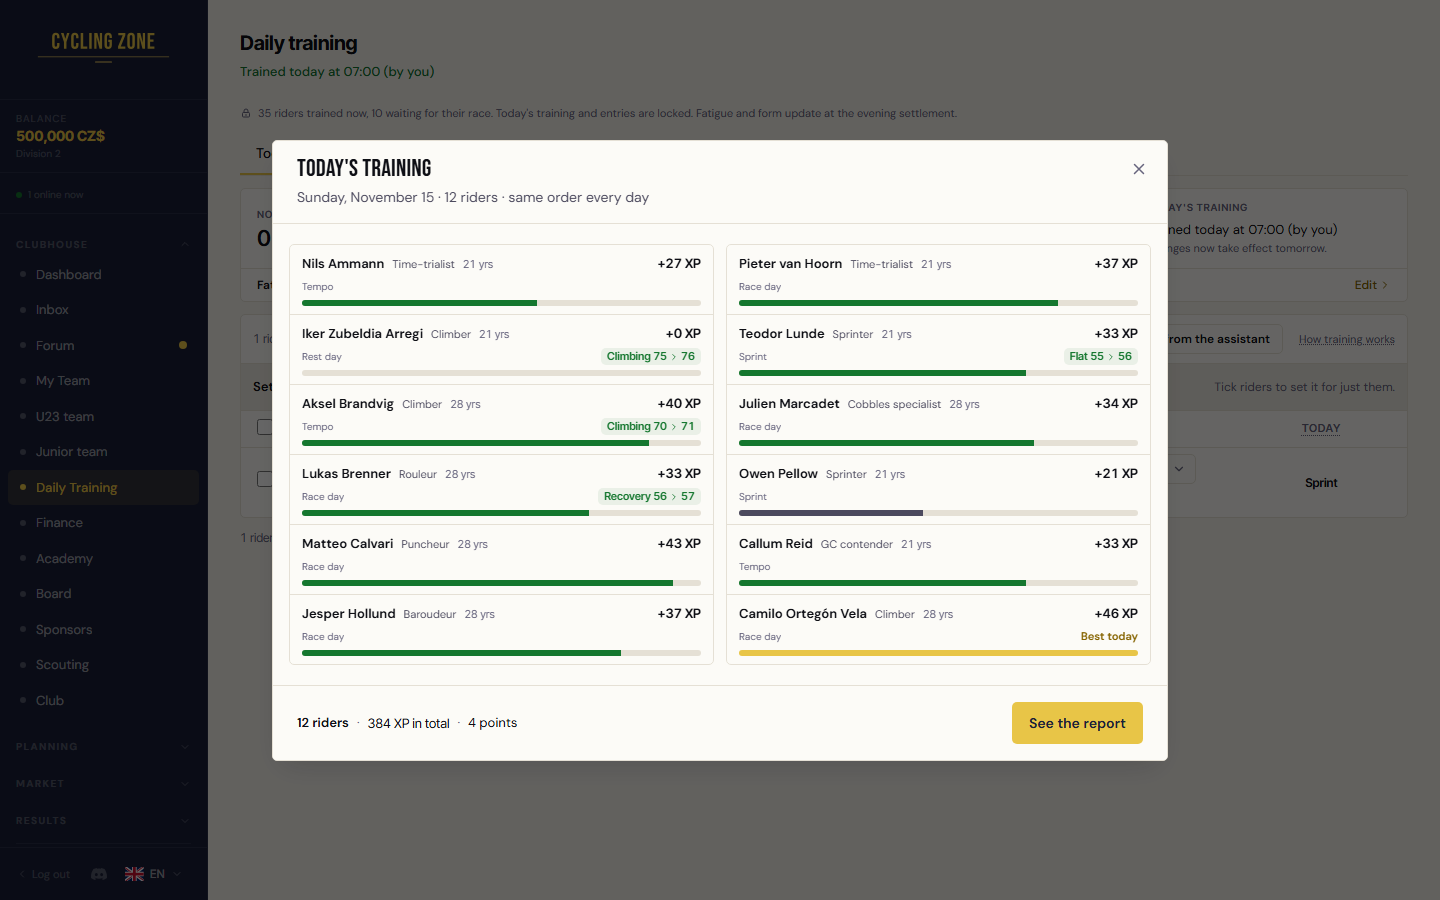 CYCLING ZONE
BALANCE
500,000 CZ$
Division 2
1 online now
CLUBHOUSE
Dashboard
Inbox
Forum
My Team
U23 team
Junior team
Daily Training
Finance
Academy
Board
Sponsors
Scouting
Club
PLANNING
MARKET
RESULTS
Log out
EN
Daily training
Trained today at 07:00 (by you)
35 riders trained now, 10 waiting for their race. Today's training and entries are locked. Fatigue and form update at the evening settlement.
TODAY'S TRAINING
Sunday, November 15 · 12 riders · same order every day
Nils Ammann Time-trialist 21 yrs +27 XP
Tempo
Iker Zubeldia Arregi Climber 21 yrs +0 XP
Rest day Climbing 75 › 76
Aksel Brandvig Climber 28 yrs +40 XP
Tempo Climbing 70 › 71
Lukas Brenner Rouleur 28 yrs +33 XP
Race day Recovery 56 › 57
Matteo Calvari Puncheur 28 yrs +43 XP
Race day
Jesper Hollund Baroudeur 28 yrs +37 XP
Race day
Pieter van Hoorn Time-trialist 21 yrs +37 XP
Race day
Teodor Lunde Sprinter 21 yrs +33 XP
Sprint Flat 55 › 56
Julien Marcadet Cobbles specialist 28 yrs +34 XP
Race day
Owen Pellow Sprinter 21 yrs +21 XP
Sprint
Callum Reid GC contender 21 yrs +33 XP
Tempo
Camilo Ortegón Vela Climber 28 yrs +46 XP
Race day Best today
12 riders · 384 XP in total · 4 points
See the report
AY'S TRAINING
ned today at 07:00 (by you)
nges now take effect tomorrow.
Edit ›
rom the assistant
How training works
Set
Tick riders to set it for just them.
TODAY
Sprint
1 rider